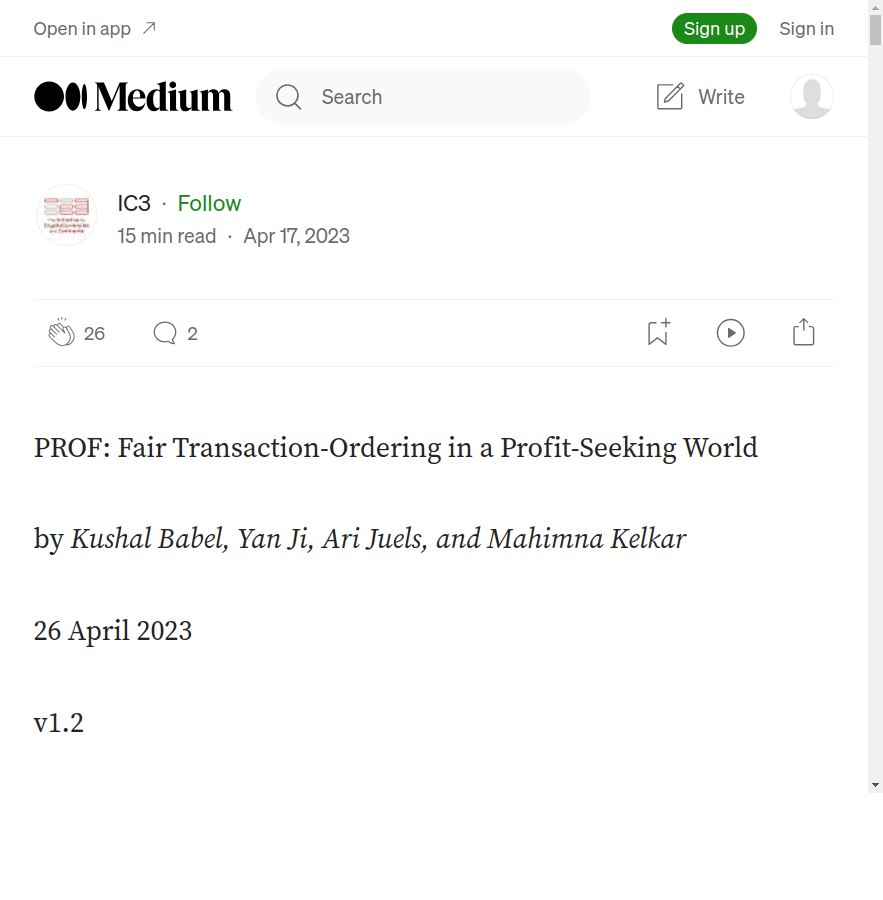 Open in app
Sign up
Sign in
Medium
Search
Write
IC3 · Follow
15 min read · Apr 17, 2023
26
2
PROF: Fair Transaction-Ordering in a Profit-Seeking World
by Kushal Babel, Yan Ji, Ari Juels, and Mahimna Kelkar
26 April 2023
v1.2